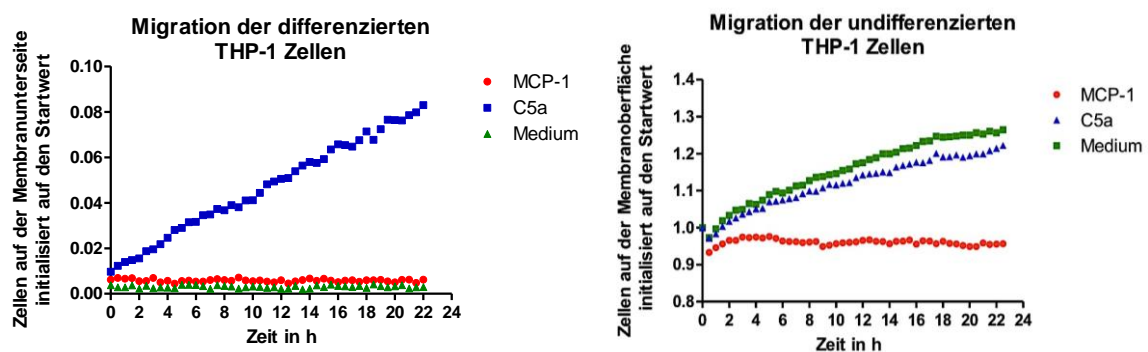 Migration der differenzierten
THP-1 Zellen
Zellen auf der Membranunterseite
initialisiert auf den Startwert
0.10
0.08
0.06
0.04
0.02
0.00
0 2 4 6 8 10 12 14 16 18 20 22 24
Zeit in h
MCP-1
C5a
Medium
Migration der undifferenzierten
THP-1 Zellen
Zellen auf der Membranoberfläche
initialisiert auf den Startwert
1.4
1.3
1.2
1.1
1.0
0.9
0.8
0 2 4 6 8 10 12 14 16 18 20 22 24
Zeit in h
MCP-1
C5a
Medium